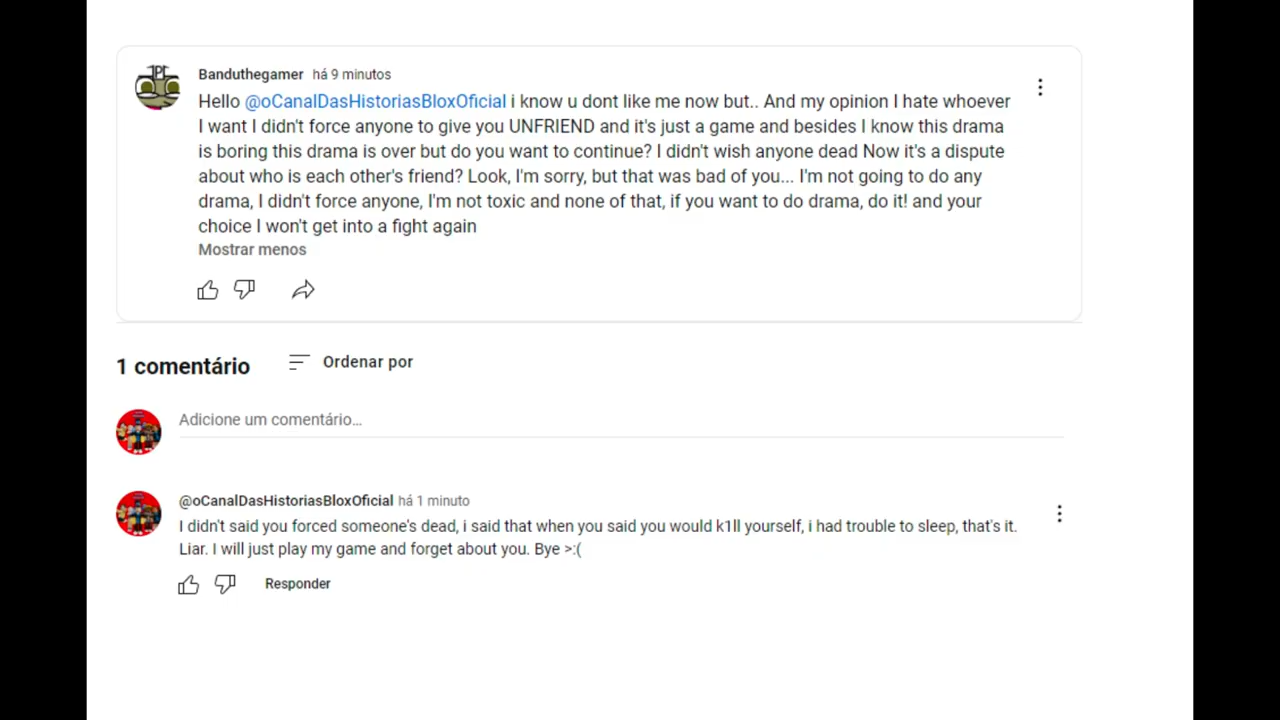 Banduthegamer há 9 minutos
Hello @oCanalDasHistoriasBloxOficial i know u dont like me now but.. And my opinion I hate whoever
I want I didn't force anyone to give you UNFRIEND and it's just a game and besides I know this drama
is boring this drama is over but do you want to continue? I didn't wish anyone dead Now it's a dispute
about who is each other's friend? Look, I'm sorry, but that was bad of you... I'm not going to do any
drama, I didn't force anyone, I'm not toxic and none of that, if you want to do drama, do it! and your
choice I won't get into a fight again
Mostrar menos
1 comentário Ordenar por
Adicione um comentário...
@oCanalDasHistoriasBloxOficial há 1 minuto
I didn't said you forced someone's dead, i said that when you said you would k1ll yourself, i had trouble to sleep, that's it.
Liar. I will just play my game and forget about you. Bye >:(
Responder